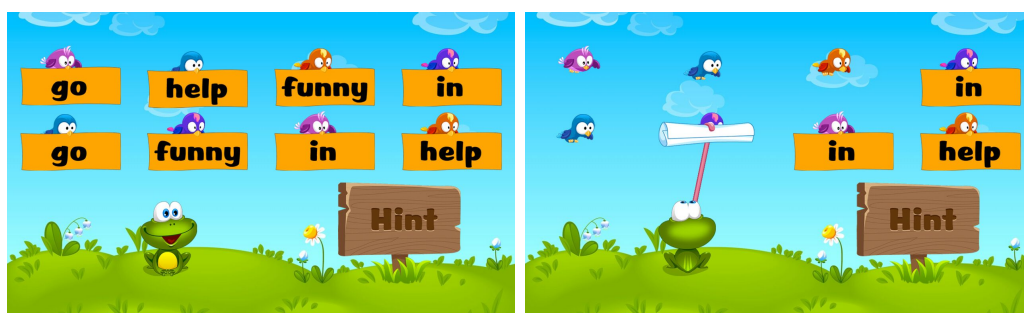 go help funny in
go funny in help
Hint
in
in help
Hint